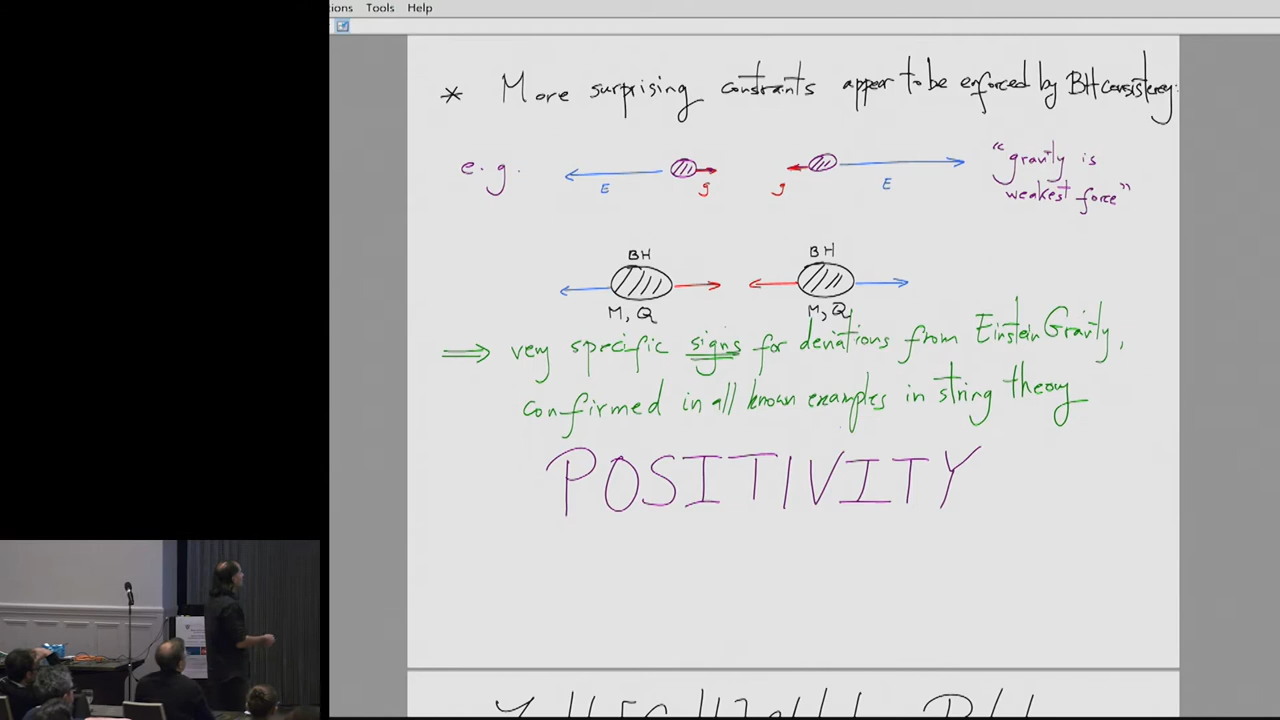 ions Tools Help
* More surprising constraints appear to be enforced by BH consistency:
e.g. E g g E "gravity is
weakest force"
BH BH
M, Q M, Q
⟹ very specific signs for deviations from Einstein Gravity,
confirmed in all known examples in string theory
POSITIVITY